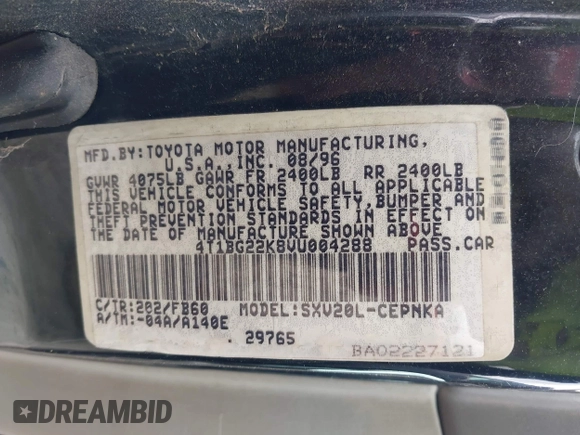 MFD.BY:TOYOTA MOTOR MANUFACTURING,
U.S.A.,INC. 08/96
GVWR 4075LB GAWR FR 2400LB RR 2400LB
THIS VEHICLE CONFORMS TO ALL APPLICABLE
FEDERAL MOTOR VEHICLE SAFETY,BUMPER AND
THEFT PREVENTION STANDARDS IN EFFECT ON
THE DATE OF MANUFACTURE SHOWN ABOVE
4T1BG22K8VU004288 PASS.CAR
C/TR:202/FB60 MODEL:SXV20L-CEPNKA
A/TM:-04A/A140E
. 29765
BA02227121
DREAMBID